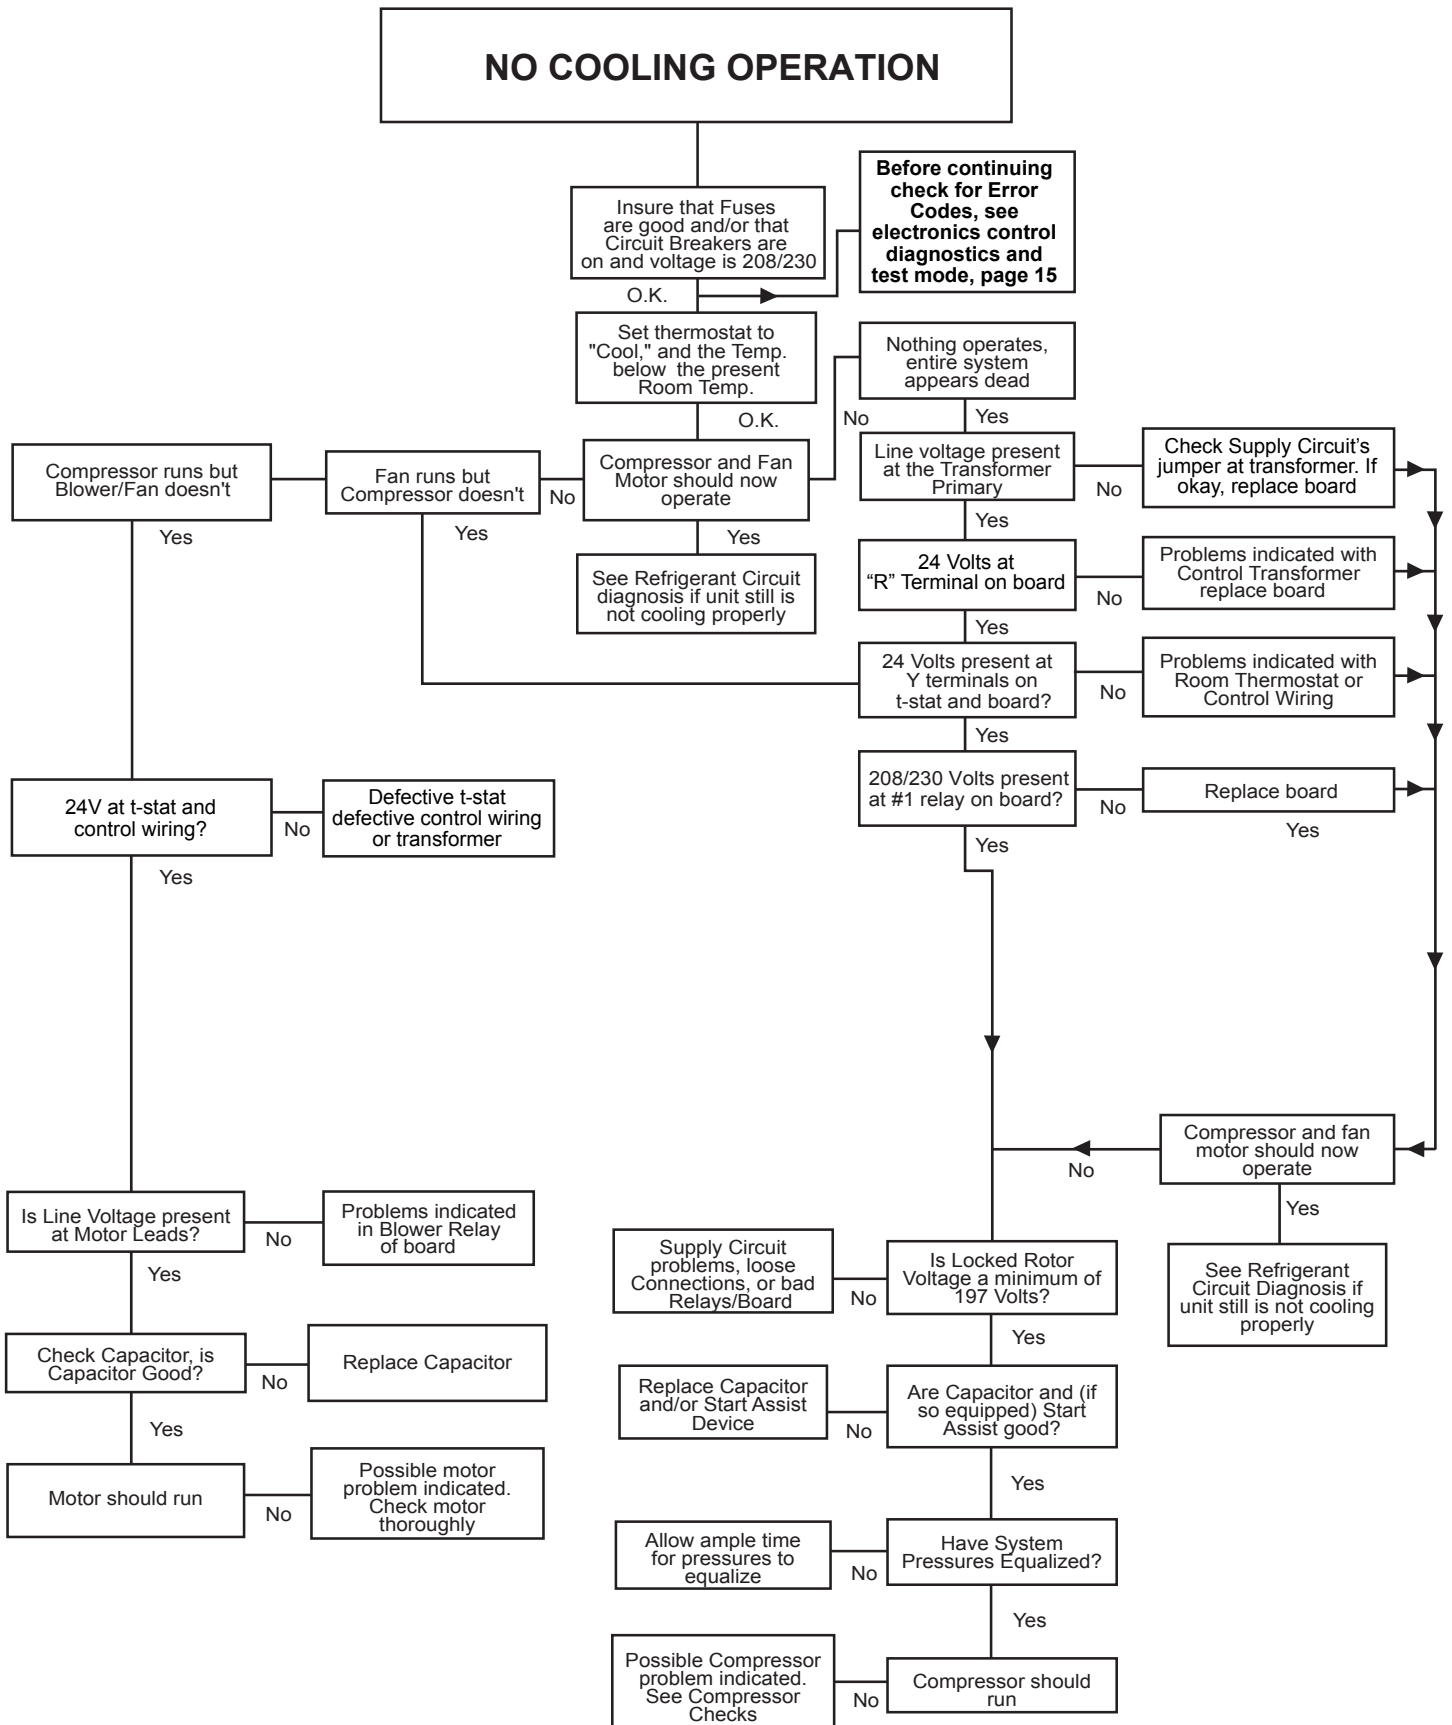 NO COOLING OPERATION
Before continuing
check for Error
Codes, see
electronics control
diagnostics and
test mode, page 15
Insure that Fuses
are good and/or that
Circuit Breakers are
on and voltage is 208/230
O.K.
Set thermostat to
"Cool," and the Temp.
below the present
Room Temp.
O.K.
No
Nothing operates,
entire system
appears dead
Yes
Compressor runs but
Blower/Fan doesn't
Yes
Fan runs but
Compressor doesn't
Yes
No
Compressor and Fan
Motor should now
operate
Yes
See Refrigerant Circuit
diagnosis if unit still is
not cooling properly
Line voltage present
at the Transformer
Primary
No
Check Supply Circuit's
jumper at transformer. If
okay, replace board
Yes
24 Volts at
“R” Terminal on board
No
Problems indicated with
Control Transformer
replace board
Yes
24 Volts present at
Y terminals on
t-stat and board?
No
Problems indicated with
Room Thermostat or
Control Wiring
Yes
208/230 Volts present
at #1 relay on board?
No
Replace board
Yes
Yes
24V at t-stat and
control wiring?
No
Defective t-stat
defective control wiring
or transformer
Yes
Compressor and fan
motor should now
operate
No
Yes
See Refrigerant
Circuit Diagnosis if
unit still is not cooling
properly
Is Line Voltage present
at Motor Leads?
No
Problems indicated
in Blower Relay
of board
Yes
Check Capacitor, is
Capacitor Good?
No
Replace Capacitor
Yes
Motor should run
No
Possible motor
problem indicated.
Check motor
thoroughly
Supply Circuit
problems, loose
Connections, or bad
Relays/Board
No
Is Locked Rotor
Voltage a minimum of
197 Volts?
Yes
Replace Capacitor
and/or Start Assist
Device
No
Are Capacitor and (if
so equipped) Start
Assist good?
Yes
Allow ample time
for pressures to
equalize
No
Have System
Pressures Equalized?
Yes
Possible Compressor
problem indicated.
See Compressor
Checks
No
Compressor should
run